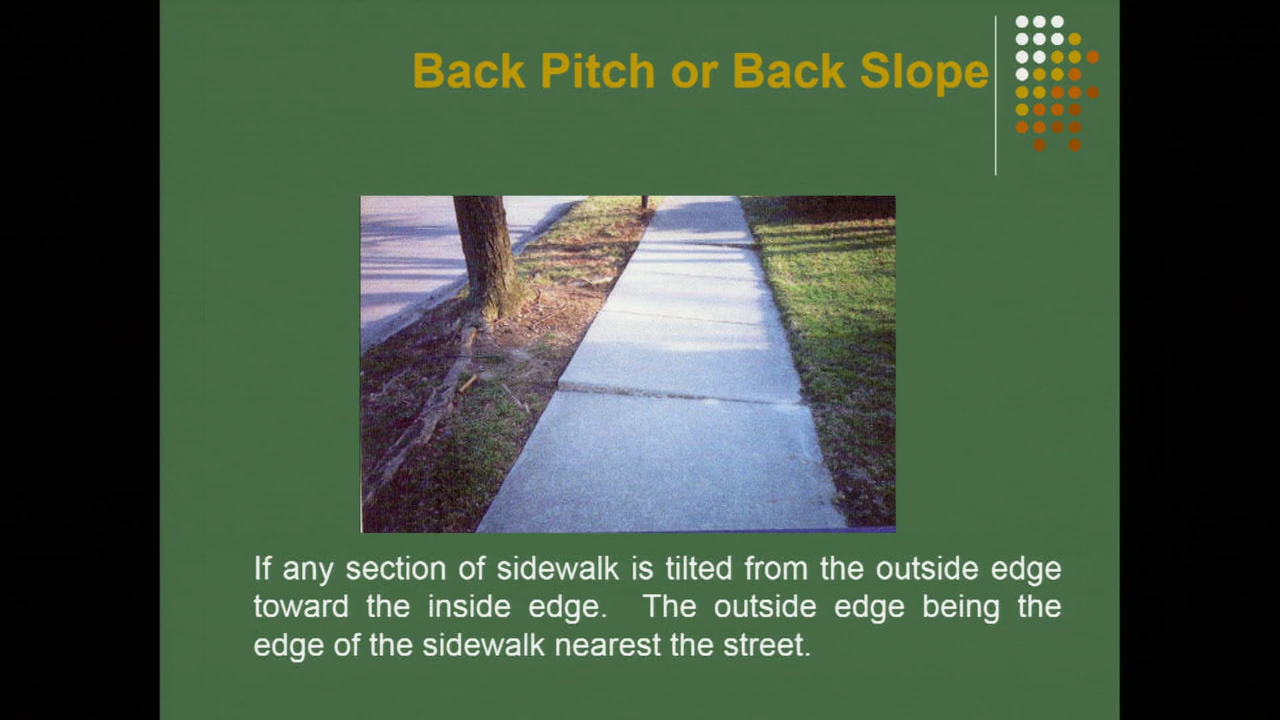 Back Pitch or Back Slope
If any section of sidewalk is tilted from the outside edge
toward the inside edge.  The outside edge being the
edge of the sidewalk nearest the street.